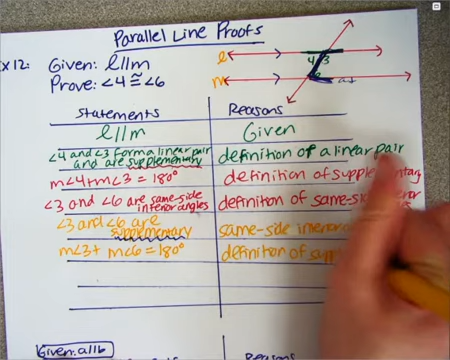 Parallel Line Proofs
x 12: Given: l||m
Prove: ∠4 ≅ ∠6
l
m
4 3
6
Statements Reasons
l||m Given
∠4 and ∠3 form a linear pair and are supplementary definition of a linear pair
m∠4+m∠3 = 180° definition of supplementary
∠3 and ∠6 are same-side interior angles definition of same-side interior
∠3 and ∠6 are supplementary same-side interior
m∠3 + m∠6 = 180° definition of
Given: a||b
Reasons